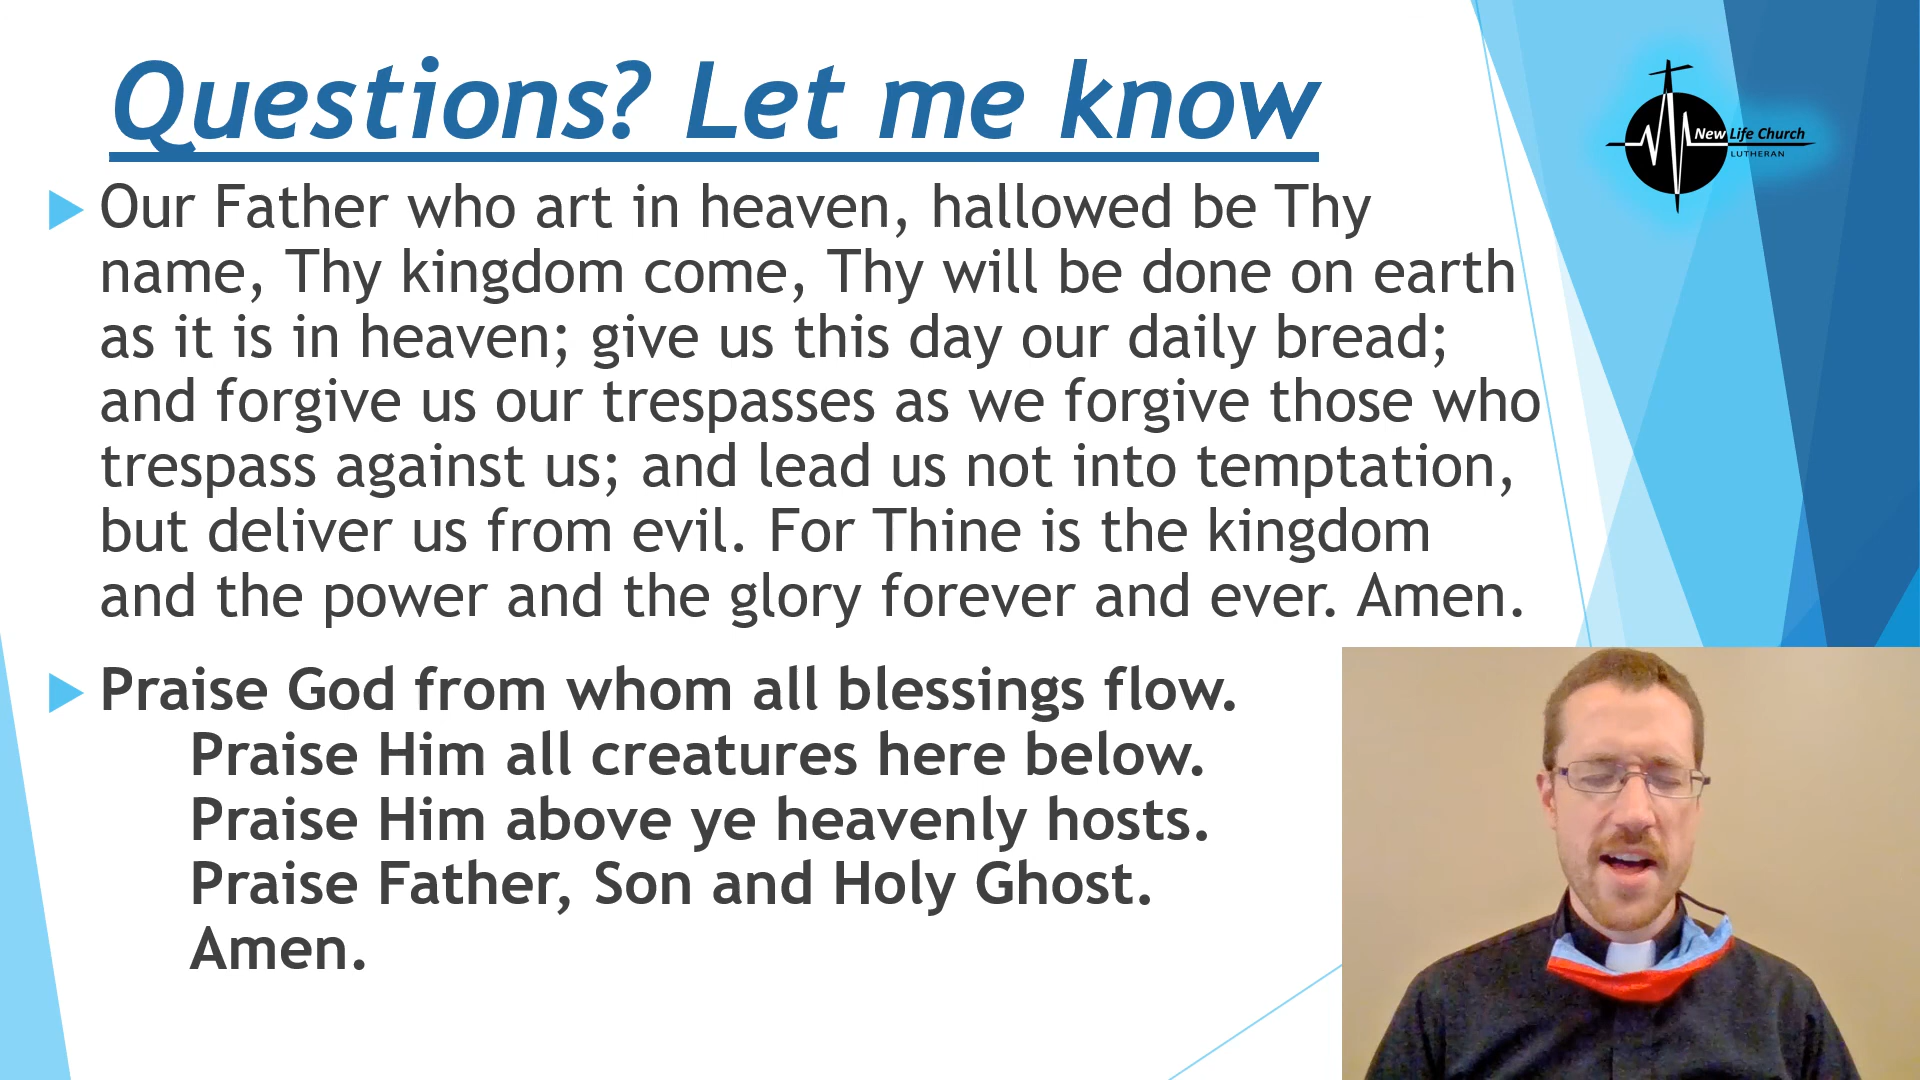 Questions? Let me know
New Life Church
LUTHERAN
Our Father who art in heaven, hallowed be Thy
name, Thy kingdom come, Thy will be done on earth
as it is in heaven; give us this day our daily bread;
and forgive us our trespasses as we forgive those who
trespass against us; and lead us not into temptation,
but deliver us from evil. For Thine is the kingdom
and the power and the glory forever and ever. Amen.
Praise God from whom all blessings flow.
Praise Him all creatures here below.
Praise Him above ye heavenly hosts.
Praise Father, Son and Holy Ghost.
Amen.